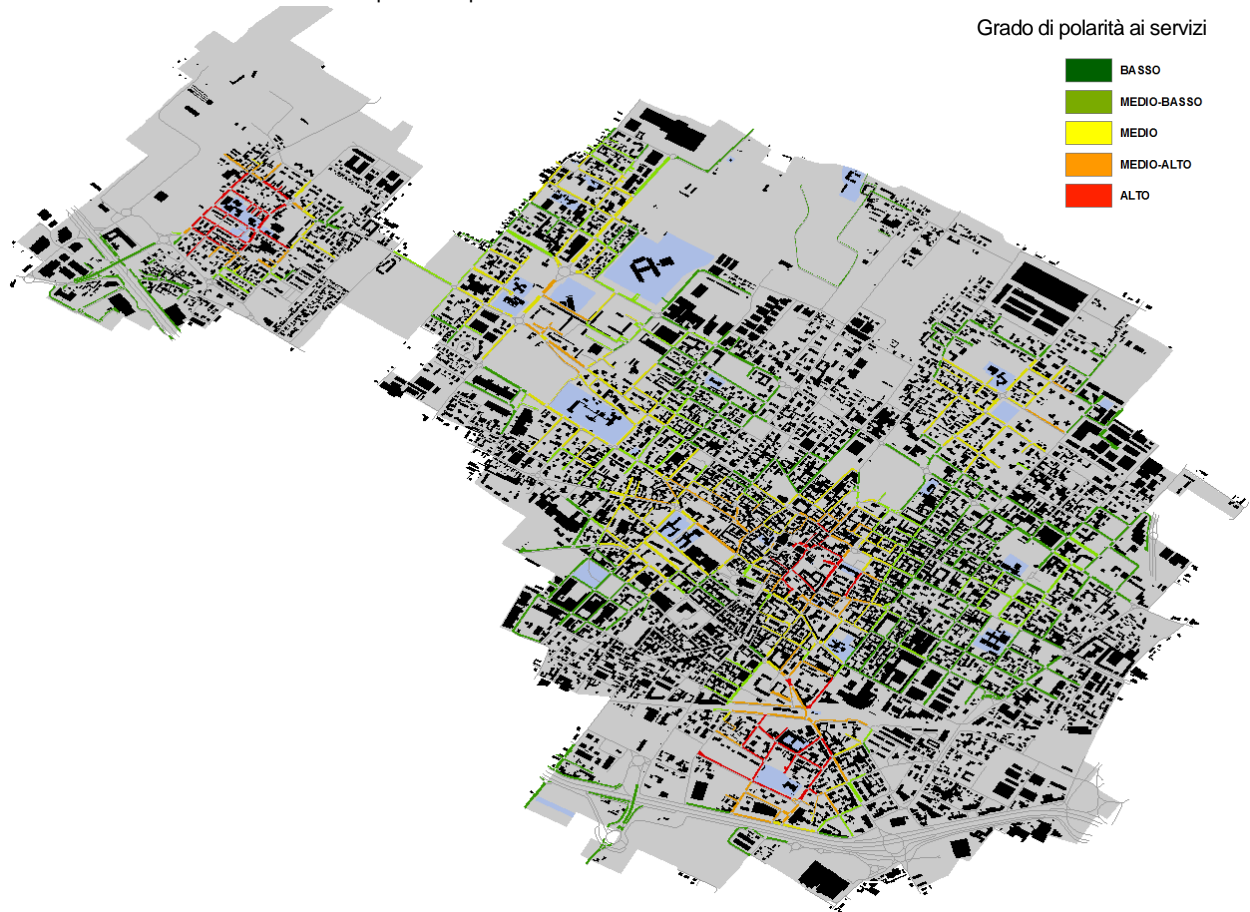 Grado di polarità ai servizi
BASSO
MEDIO-BASSO
MEDIO
MEDIO-ALTO
ALTO